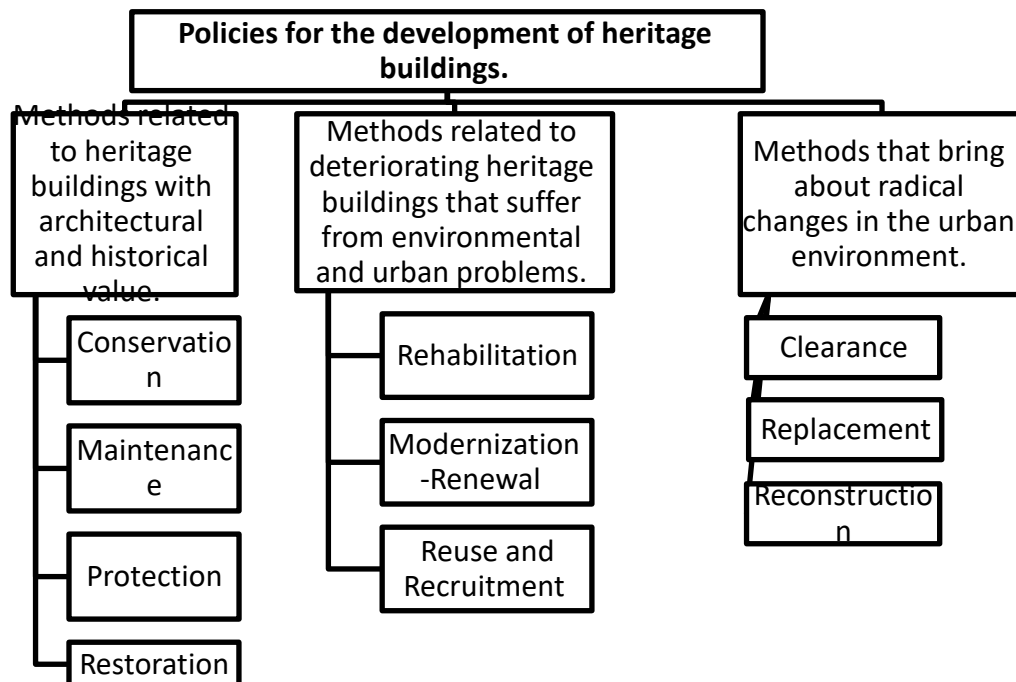 Policies for the development of heritage
buildings.
Methods related
to heritage
buildings with
architectural
and historical
value.
Conservatio
n
Maintenanc
e
Protection
Restoration
Methods related to
deteriorating heritage
buildings that suffer
from environmental
and urban problems.
Rehabilitation
Modernization
-Renewal
Reuse and
Recruitment
Methods that bring
about radical
changes in the urban
environment.
Clearance
Replacement
Reconstructio
n